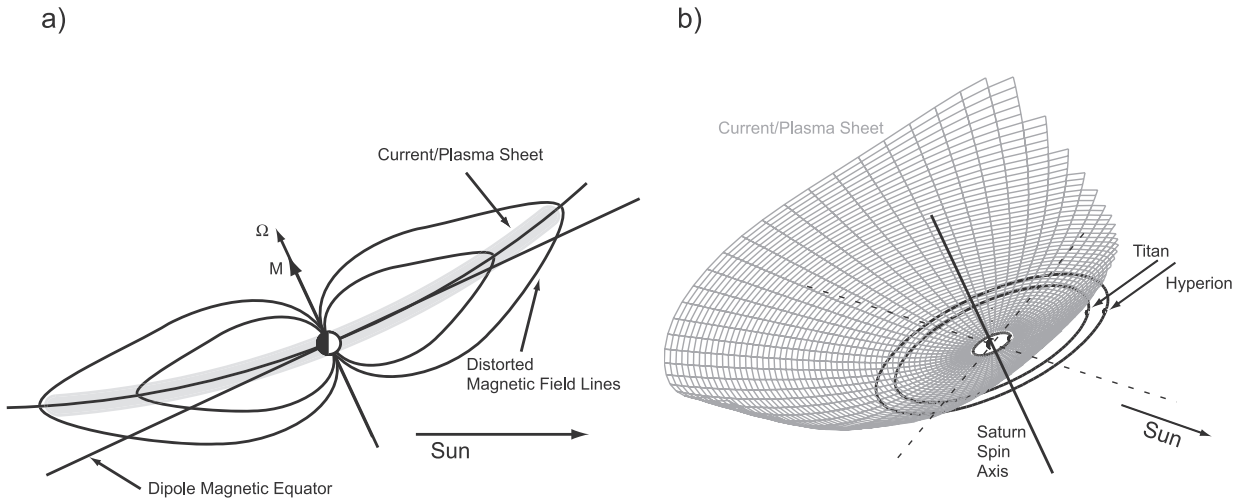 a)
Current/Plasma Sheet
Ω
M
Distorted
Magnetic Field Lines
Sun
Dipole Magnetic Equator
b)
Current/Plasma Sheet
Titan
Hyperion
Saturn
Spin
Axis
Sun